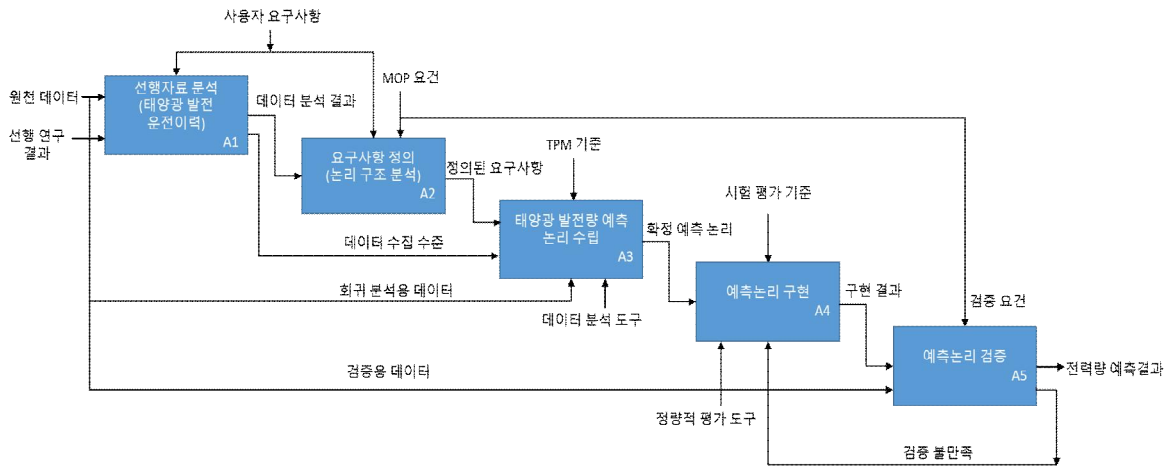 사용자 요구사항
MOP 요건
원천 데이터
선행 연구
결과
선행자료 분석
(태양광 발전
운전이력)
A1
데이터 분석 결과
요구사항 정의
(논리 구조 분석)
A2
정의된 요구사항
TPM 기준
데이터 수집 수준
태양광 발전량 예측
논리 수립
A3
확정 예측 논리
시험 평가 기준
회귀 분석용 데이터
데이터 분석 도구
예측논리 구현
A4
구현 결과
검증 요건
검증용 데이터
정량적 평가 도구
예측논리 검증
A5
전력량 예측결과
검증 불만족